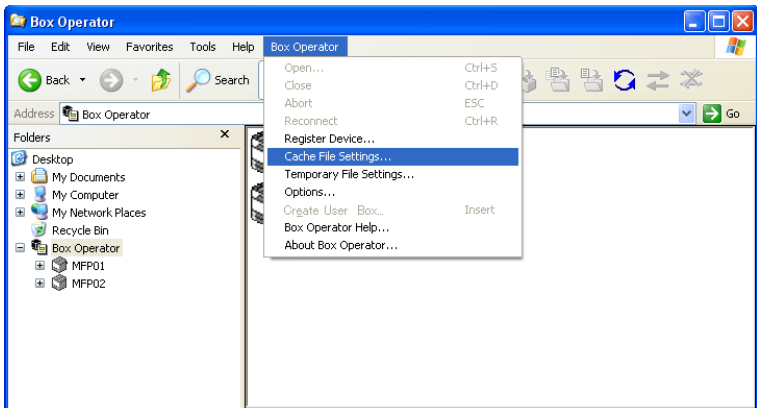 Box Operator
File Edit View Favorites Tools Help Box Operator
Back Search
Address Box Operator Go
Folders x
Desktop
My Documents
My Computer
My Network Places
Recycle Bin
Box Operator
MFP01
MFP02
Open... Ctrl+S
Close Ctrl+D
Abort ESC
Reconnect Ctrl+R
Register Device...
Cache File Settings...
Temporary File Settings...
Options...
Create User Box... Insert
Box Operator Help...
About Box Operator...